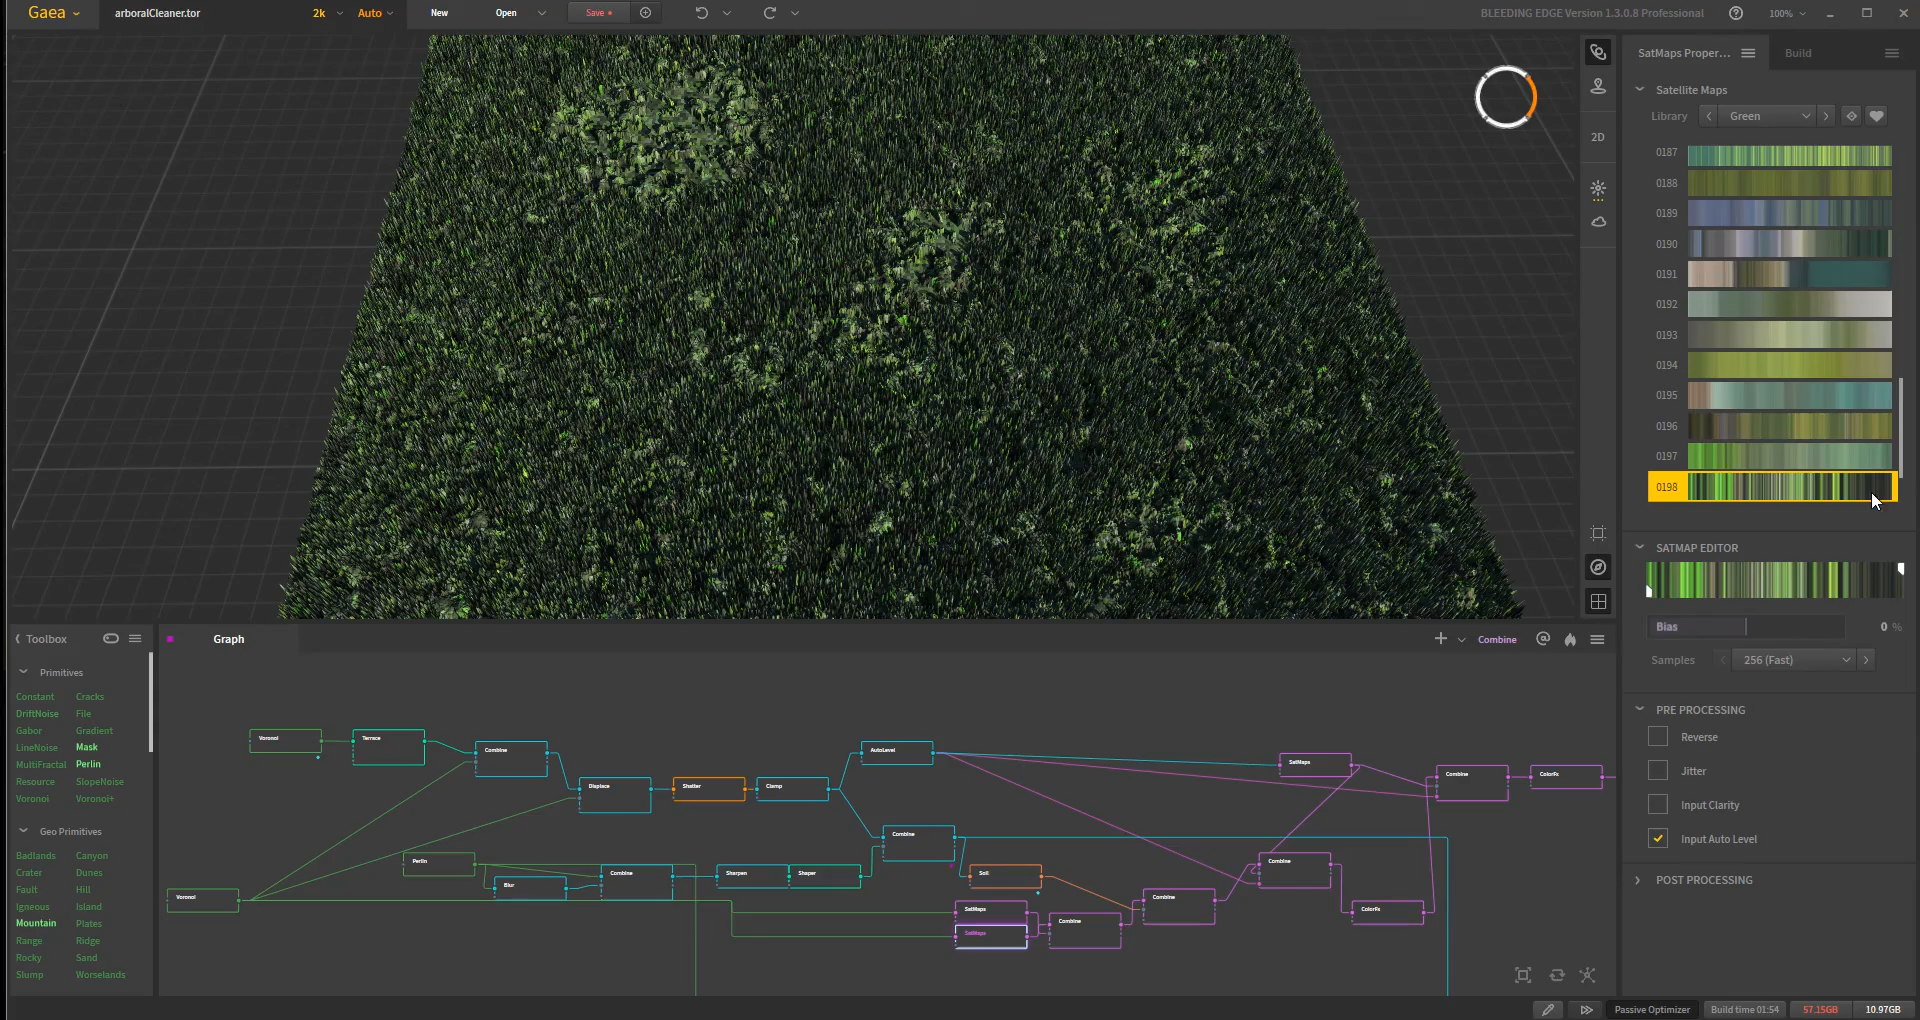 Gaea
arboralCleaner.tor
2k
Auto
New
Open
Save
BLEEDING EDGE Version 1.3.0.8 Professional
100%
SatMaps Proper...
Build
Satellite Maps
Library
Green
2D
0187
0188
0189
0190
0191
0192
0193
0194
0195
0196
0197
0198
SATMAP EDITOR
Bias
0 %
Samples
256 (Fast)
PRE PROCESSING
Reverse
Jitter
Input Clarity
Input Auto Level
POST PROCESSING
Toolbox
Primitives
Constant Cracks
DriftNoise File
Gabor Gradient
LineNoise Mask
MultiFractal Perlin
Resource SlopeNoise
Voronoi Voronoi+
Geo Primitives
Badlands Canyon
Crater Dunes
Fault Hill
Igneous Island
Mountain Plates
Range Ridge
Rocky Sand
Slump Worselands
Graph
Combine
Voronoi
Terrace
Combine
AutoLevel
SatMaps
Combine
ColorFx
Displace
Shatter
Clamp
Combine
Perlin
Blur
Combine
Sharpen
Shaper
Soil
Combine
Voronoi
SatMaps
SatMaps
Combine
Combine
ColorFx
Passive Optimizer
Build time 01:54
57.15GB
10.97GB